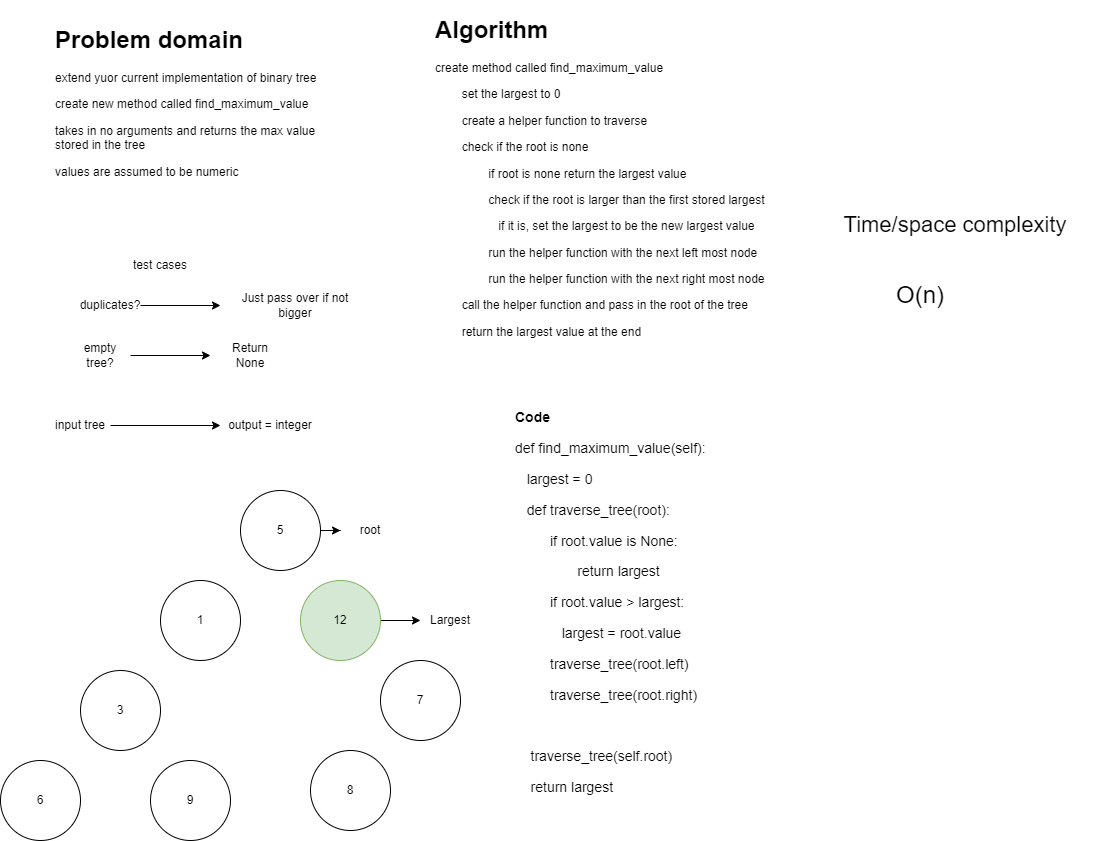 Problem domain
extend yuor current implementation of binary tree
create new method called find_maximum_value
takes in no arguments and returns the max value
stored in the tree
values are assumed to be numeric
test cases
duplicates?
Just pass over if not
bigger
empty
tree?
Return
None
input tree
output = integer
5
root
1
12
Largest
3
7
6
9
8
Algorithm
create method called find_maximum_value
set the largest to 0
create a helper function to traverse
check if the root is none
if root is none return the largest value
check if the root is larger than the first stored largest
if it is, set the largest to be the new largest value
run the helper function with the next left most node
run the helper function with the next right most node
call the helper function and pass in the root of the tree
return the largest value at the end
Code
def find_maximum_value(self):
largest = 0
def traverse_tree(root):
if root.value is None:
return largest
if root.value > largest:
largest = root.value
traverse_tree(root.left)
traverse_tree(root.right)
traverse_tree(self.root)
return largest
Time/space complexity
O(n)